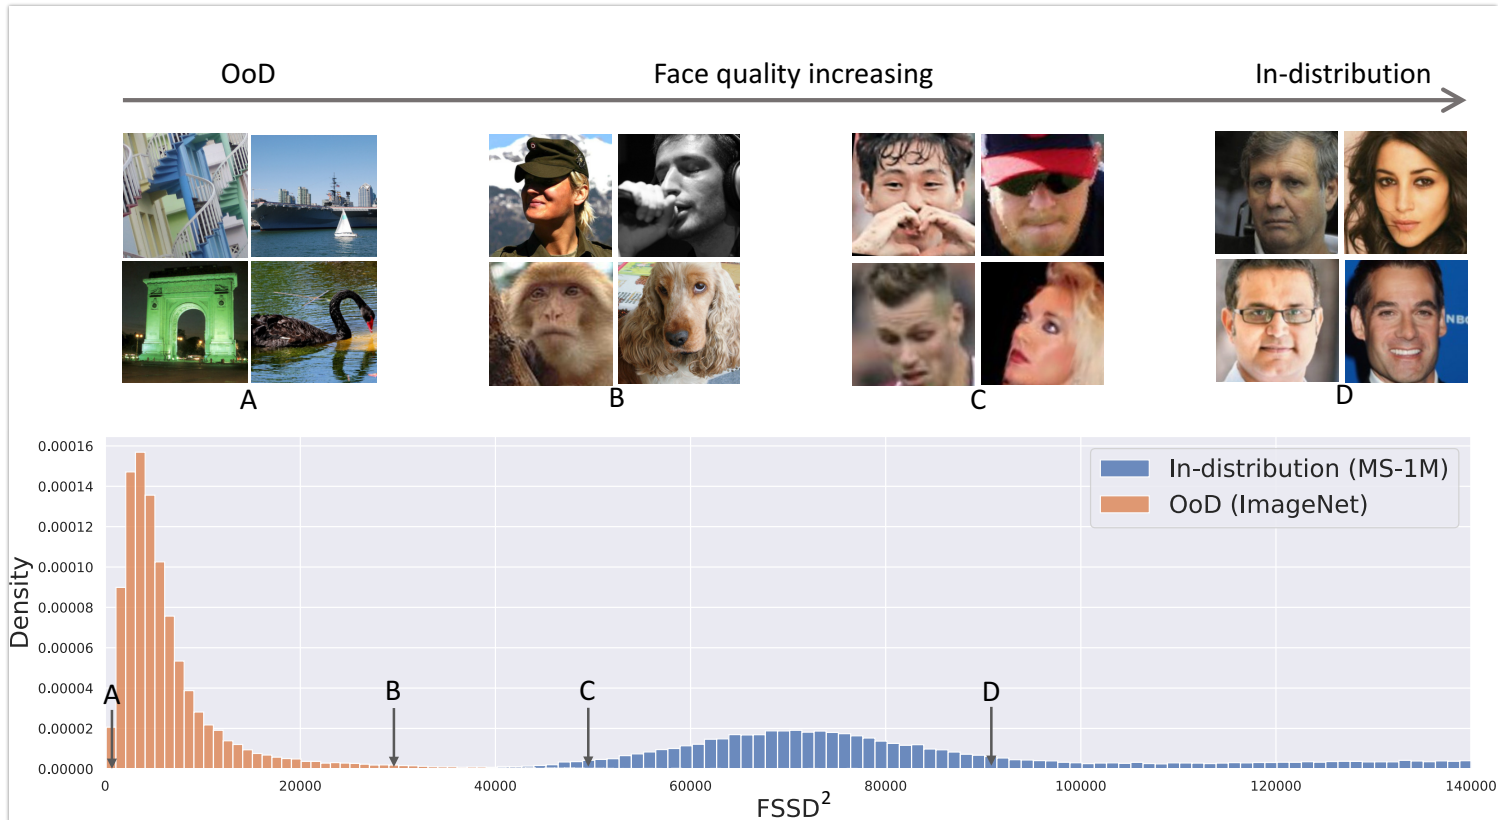 OoD Face quality increasing In-distribution
NBC
A B C D
0.00016
0.00014
0.00012
0.00010
0.00008
0.00006
0.00004
0.00002
0.00000
Density
In-distribution (MS-1M)
OoD (ImageNet)
A B C D
0 20000 40000 60000 80000 100000 120000 140000
FSSD²